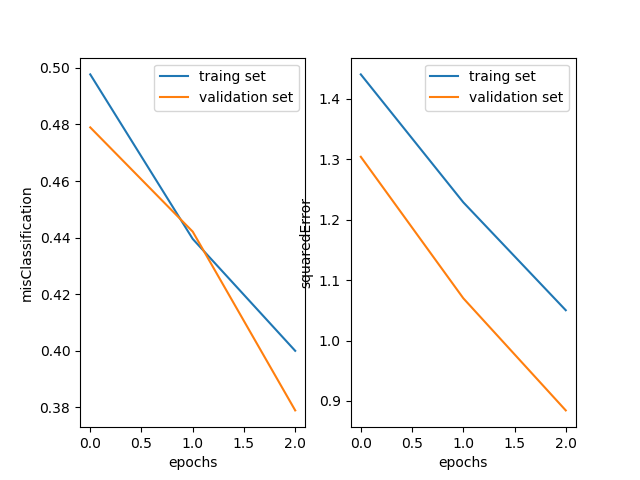 traing set
validation set
0.50
0.48
0.46
0.44
0.42
0.40
0.38
misClassification
0.0
0.5
1.0
1.5
2.0
epochs
traing set
validation set
1.4
1.3
1.2
1.1
1.0
0.9
squaredError
0.0
0.5
1.0
1.5
2.0
epochs